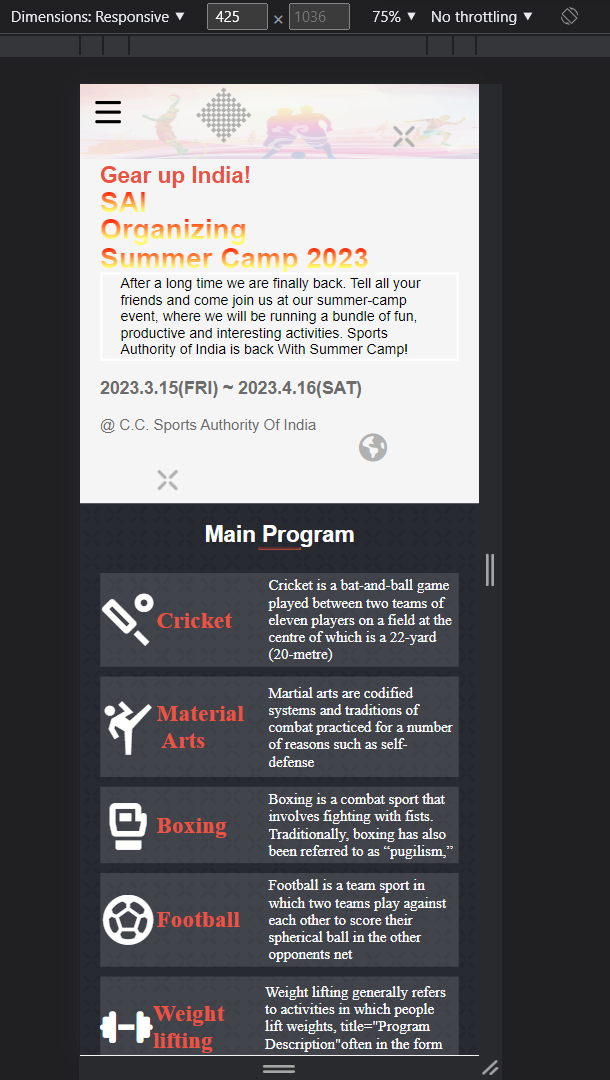 Dimensions: Responsive ▼ 425 × 1036 75% ▼ No throttling ▼
Gear up India!
SAI
Organizing
Summer Camp 2023
After a long time we are finally back. Tell all your
friends and come join us at our summer-camp
event, where we will be running a bundle of fun,
productive and interesting activities. Sports
Authority of India is back With Summer Camp!
2023.3.15(FRI) ~ 2023.4.16(SAT)
@ C.C. Sports Authority Of India
Main Program
Cricket
Cricket is a bat-and-ball game
played between two teams of
eleven players on a field at the
centre of which is a 22-yard
(20-metre)
Material
Arts
Martial arts are codified
systems and traditions of
combat practiced for a number
of reasons such as self-
defense
Boxing
Boxing is a combat sport that
involves fighting with fists.
Traditionally, boxing has also
been referred to as “pugilism,”
Football
Football is a team sport in
which two teams play against
each other to score their
spherical ball in the other
opponents net
Weight
lifting
Weight lifting generally refers
to activities in which people
lift weights, title="Program
Description"often in the form